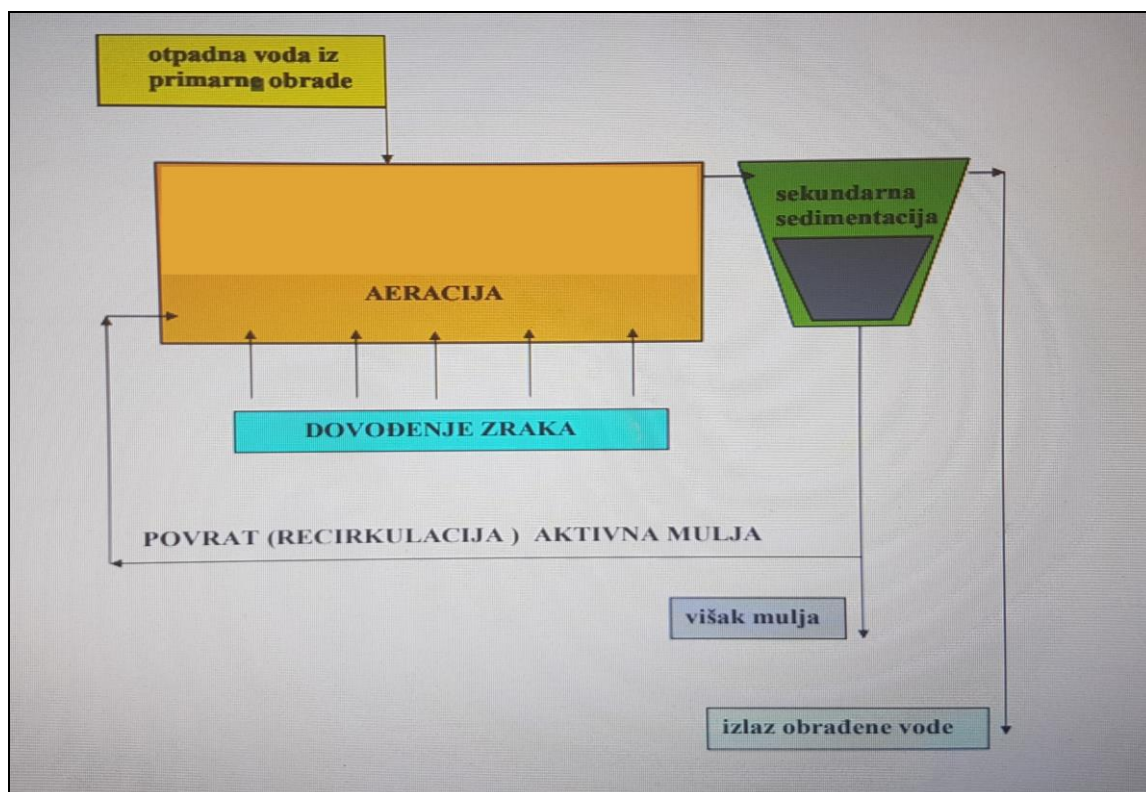 otpadna voda iz
primarne obrade
sekundarna
sedimentacija
AERACIJA
DOVOĐENJE ZRAKA
POVRAT (RECIRKULACIJA ) AKTIVNA MULJA
višak mulja
izlaz obrađene vode